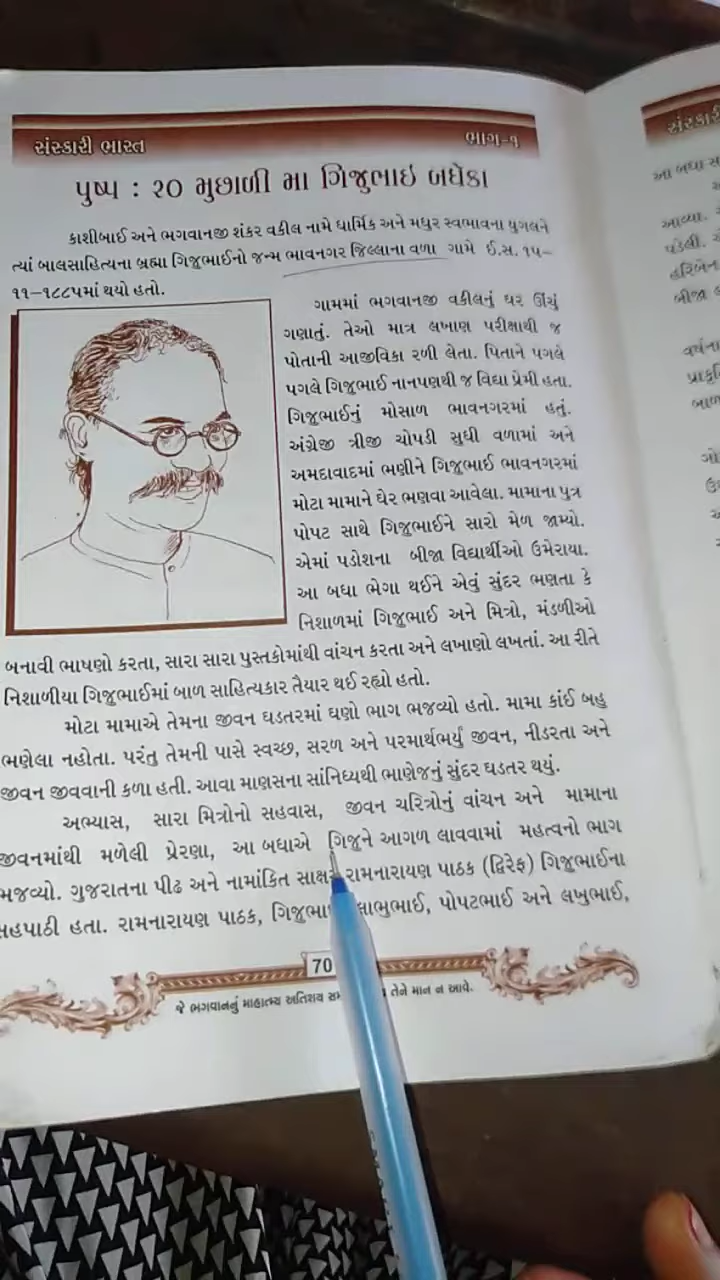 સંસ્કારી ભારત
ભાગ-૧
પુષ્પ : ૨૦ મુછાળી મા ગિજુભાઈ બધેકા
કાશીબાઈ અને ભગવાનજી શંકર વકીલ નામે ધાર્મિક અને મધુર સ્વભાવના યુગલને
ત્યાં બાલસાહિત્યના બ્રહ્મા ગિજુભાઈનો જન્મ ભાવનગર જિલ્લાના વળા ગામે ઈ.સ. ૧૫-
૧૧-૧૮૮૫માં થયો હતો.
ગામમાં ભગવાનજી વકીલનું ઘર ઊંચું
ગણાતું. તેઓ માત્ર લખાણ પરીક્ષાથી જ
પોતાની આજીવિકા રળી લેતા. પિતાને પગલે
પગલે ગિજુભાઈ નાનપણથી જ વિદ્યા પ્રેમી હતા.
ગિજુભાઈનું મોસાળ ભાવનગરમાં હતું.
અંગ્રેજી ત્રીજી ચોપડી સુધી વળામાં અને
અમદાવાદમાં ભણીને ગિજુભાઈ ભાવનગરમાં
મોટા મામાને ઘેર ભણવા આવેલા. મામાના પુત્ર
પોપટ સાથે ગિજુભાઈને સારો મેળ જામ્યો.
એમાં પડોશના બીજા વિદ્યાર્થીઓ ઉમેરાયા.
આ બધા ભેગા થઈને એવું સુંદર ભણતા કે
નિશાળમાં ગિજુભાઈ અને મિત્રો, મંડળીઓ
બનાવી ભાષણો કરતા, સારા સારા પુસ્તકોમાંથી વાંચન કરતા અને લખાણો લખતાં. આ રીતે
નિશાળીયા ગિજુભાઈમાં બાળ સાહિત્યકાર તૈયાર થઈ રહ્યો હતો.
મોટા મામાએ તેમના જીવન ઘડતરમાં ઘણો ભાગ ભજવ્યો હતો. મામા કાંઈ બહુ
ભણેલા નહોતા. પરંતુ તેમની પાસે સ્વચ્છ, સરળ અને પરમાર્થભર્યું જીવન, નીડરતા અને
જીવન જીવવાની કળા હતી. આવા માણસના સાંનિધ્યથી ભાણેજનું સુંદર ઘડતર થયું.
અભ્યાસ, સારા મિત્રોનો સહવાસ, જીવન ચરિત્રોનું વાંચન અને મામાના
જીવનમાંથી મળેલી પ્રેરણા, આ બધાએ ગિજુને આગળ લાવવામાં મહત્વનો ભાગ
ભજવ્યો. ગુજરાતના પીઢ અને નામાંકિત રામનારાયણ પાઠક (દ્વિરેફ) ગિજુભાઈના
સહપાઠી હતા. રામનારાયણ પાઠક, પોપટભાઈ અને લખુભાઈ,
70
જે ભગવાનનું માહાત્મ્ય અતિશય તેને માન ન આવે.
સંસ્કારી
આ બધા
આવ્યા.
પડેલી.
હરિબેન
બીજા